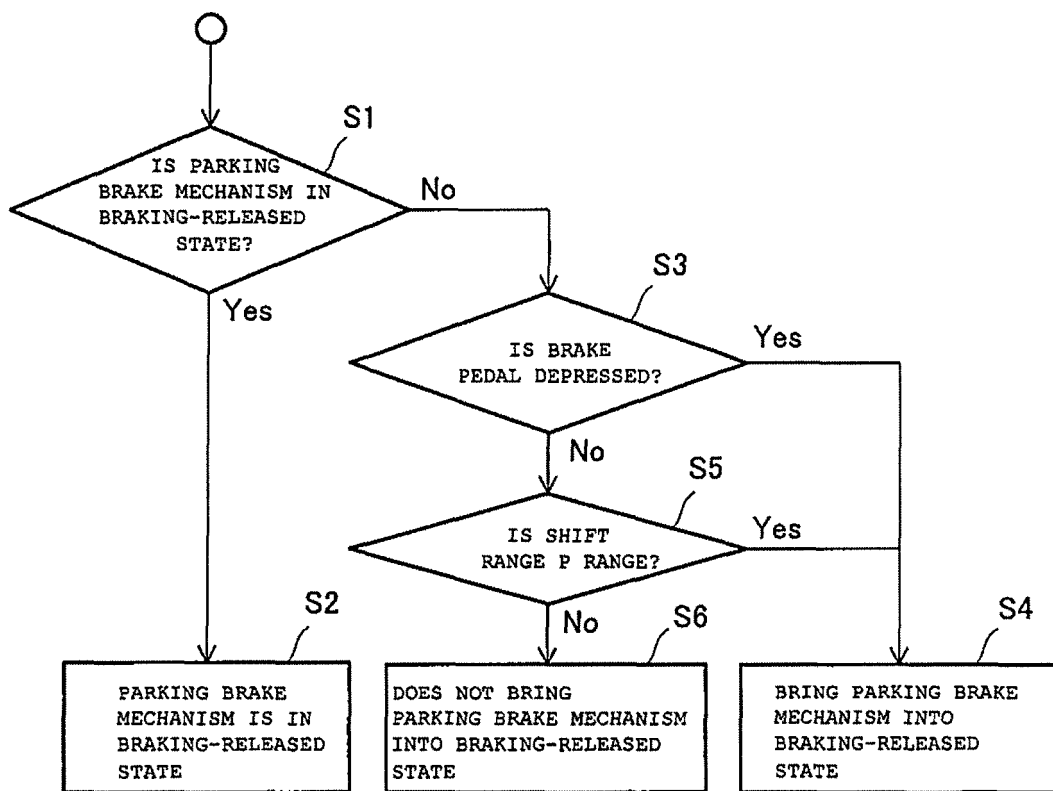 S1
IS PARKING
BRAKE MECHANISM IN
BRAKING-RELEASED
STATE?
No
Yes
S3
IS BRAKE
PEDAL DEPRESSED?
Yes
No
S5
IS SHIFT
RANGE P RANGE?
Yes
No
S2
PARKING BRAKE
MECHANISM IS IN
BRAKING-RELEASED
STATE
S6
DOES NOT BRING
PARKING BRAKE MECHANISM
INTO BRAKING-RELEASED
STATE
S4
BRING PARKING BRAKE
MECHANISM INTO
BRAKING-RELEASED
STATE